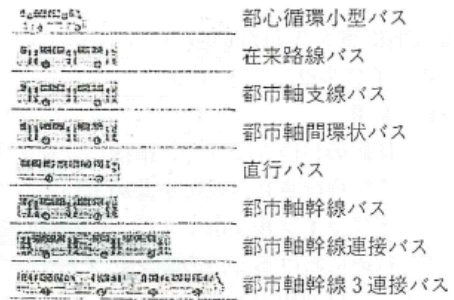 都心循環小型バス
在来路線バス
都市軸支線バス
都市軸間環状バス
直行バス
都市軸幹線バス
都市軸幹線連接バス
都市軸幹線3連接バス